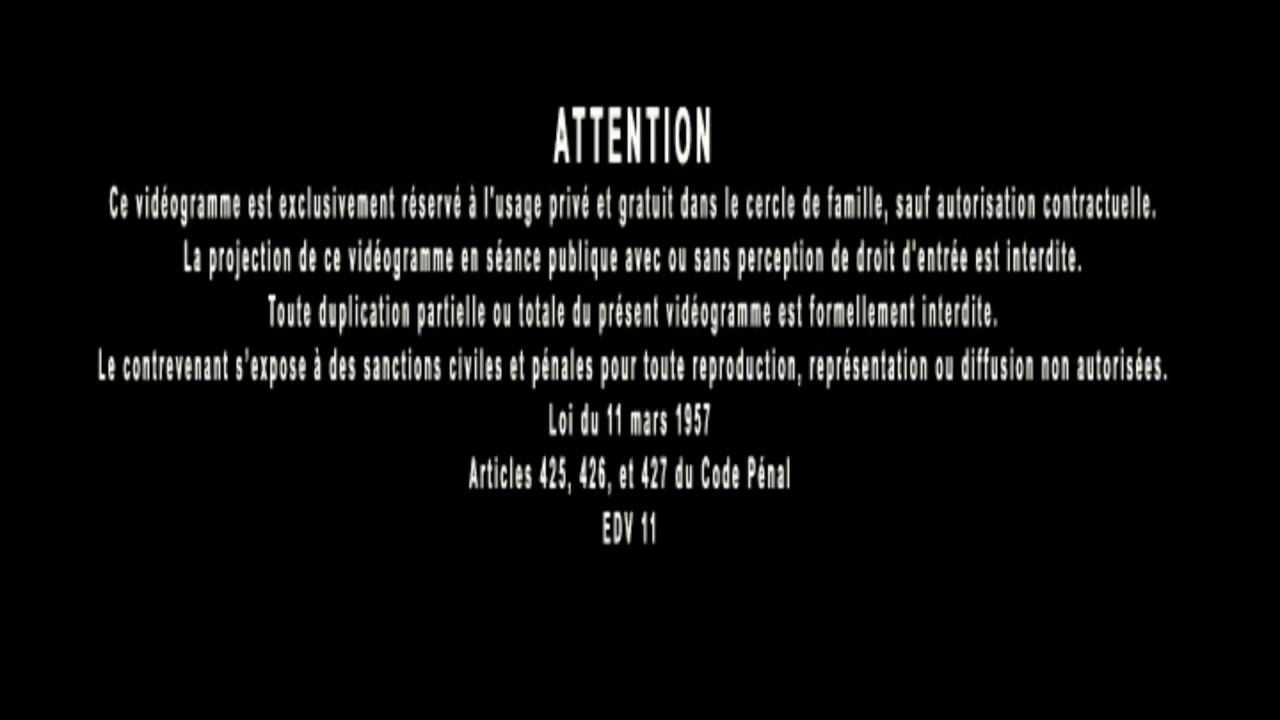 ATTENTION
Ce vidéogramme est exclusivement réservé à l'usage privé et gratuit dans le cercle de famille, sauf autorisation contractuelle.
La projection de ce vidéogramme en séance publique avec ou sans perception de droit d'entrée est interdite.
Toute duplication partielle ou totale du présent vidéogramme est formellement interdite.
Le contrevenant s'expose à des sanctions civiles et pénales pour toute reproduction, représentation ou diffusion non autorisées.
Loi du 11 mars 1957
Articles 425, 426, et 427 du Code Pénal
EDV 11